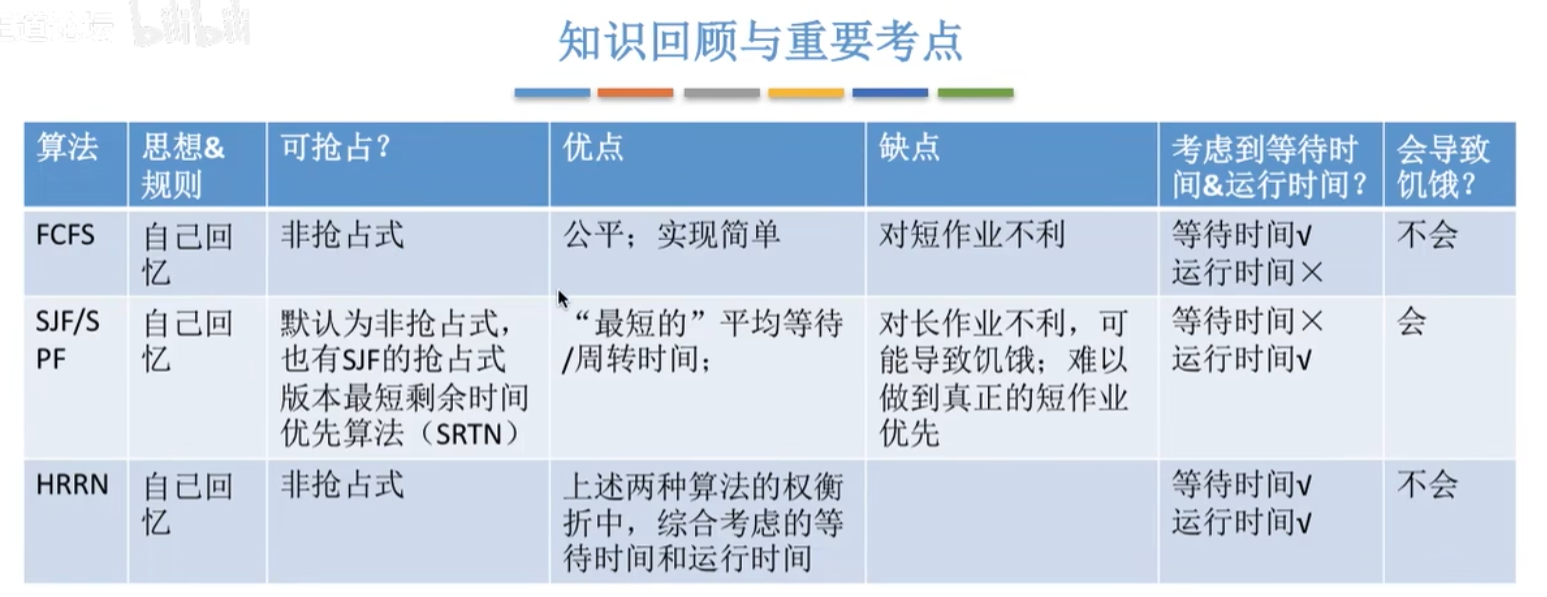 bilibili
知识回顾与重要考点
算法
思想&
规则
可抢占？
优点
缺点
考虑到等待时
间&运行时间？
会导致
饥饿？
FCFS
自己回
忆
非抢占式
公平；实现简单
对短作业不利
等待时间√
运行时间×
不会
SJF/S
PF
自己回
忆
默认为非抢占式，
也有SJF的抢占式
版本最短剩余时间
优先算法（SRTN）
“最短的”平均等待
/周转时间；
对长作业不利，可
能导致饥饿；难以
做到真正的短作业
优先
等待时间×
运行时间√
会
HRRN
自己回
忆
非抢占式
上述两种算法的权衡
折中，综合考虑的等
待时间和运行时间
等待时间√
运行时间√
不会